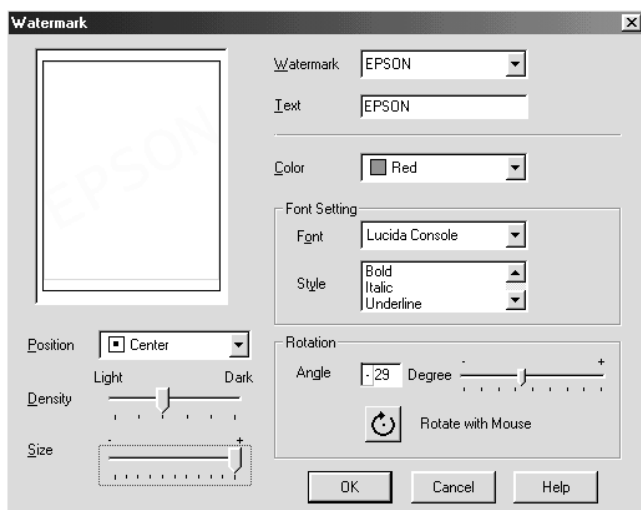 Watermark
EPSON
Watermark EPSON
Text EPSON
Color Red
Font Setting
Font Lucida Console
Style Bold
Italic
Underline
Position Center
Light Dark
Density
Size - +
Rotation
Angle -29 Degree - +
Rotate with Mouse
OK Cancel Help